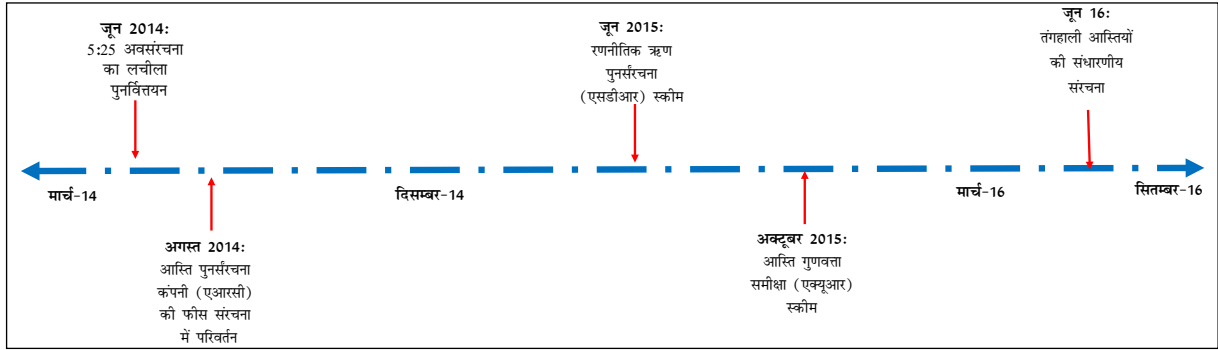 जून 2014:
5:25 अवसंरचना
का लचीला
पुनर्वित्तयन
जून 2015:
रणनीतिक ऋण
पुनर्संरचना
(एसडीआर) स्कीम
जून 16:
तंगहाली आस्तियों
की संधारणीय
संरचना
मार्च-14
दिसम्बर-14
मार्च-16
सितम्बर-16
अगस्त 2014:
आस्ति पुनर्संरचना
कंपनी (एआरसी)
की फीस संरचना
में परिवर्तन
अक्टूबर 2015:
आस्ति गुणवत्ता
समीक्षा (एक्यूआर)
स्कीम